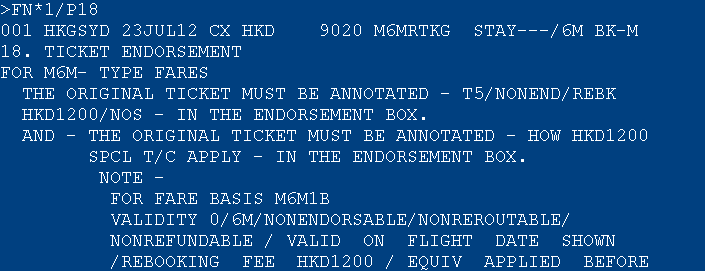 >FN*1/P18
001 HKGSYD 23JUL12 CX HKD 9020 M6MRTKG STAY---/6M BK-M
18. TICKET ENDORSEMENT
FOR M6M- TYPE FARES
THE ORIGINAL TICKET MUST BE ANNOTATED - T5/NONEND/REBK
HKD1200/NOS - IN THE ENDORSEMENT BOX.
AND - THE ORIGINAL TICKET MUST BE ANNOTATED - HOW HKD1200
SPCL T/C APPLY - IN THE ENDORSEMENT BOX.
NOTE -
FOR FARE BASIS M6M1B
VALIDITY 0/6M/NONENDORSABLE/NONREROUTABLE/
NONREFUNDABLE / VALID ON FLIGHT DATE SHOWN
/REBOOKING FEE HKD1200 / EQUIV APPLIED BEFORE